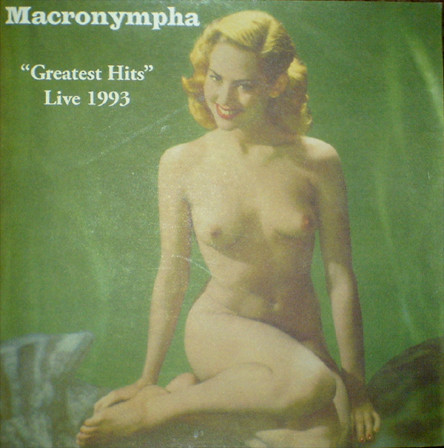 Macronympha
“Greatest Hits”
Live 1993